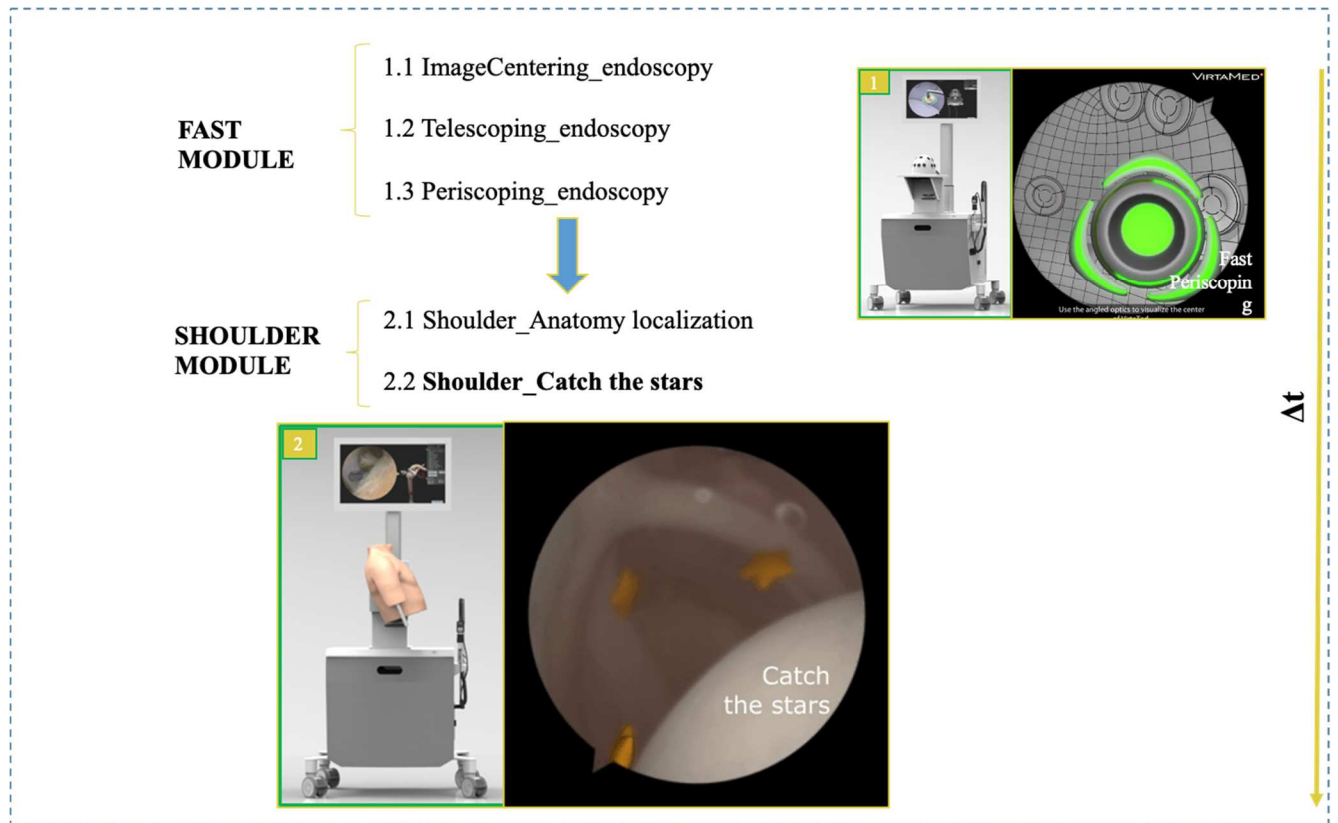 1.1 ImageCentering_endoscopy
1.2 Telescoping_endoscopy
1.3 Periscoping_endoscopy
FAST
MODULE
1
VIRTAMED
Fast
Periscopin
g
Use the angled optics to visualize the center
2.1 Shoulder_Anatomy localization
2.2 Shoulder_Catch the stars
SHOULDER
MODULE
Δt
2
Catch
the stars